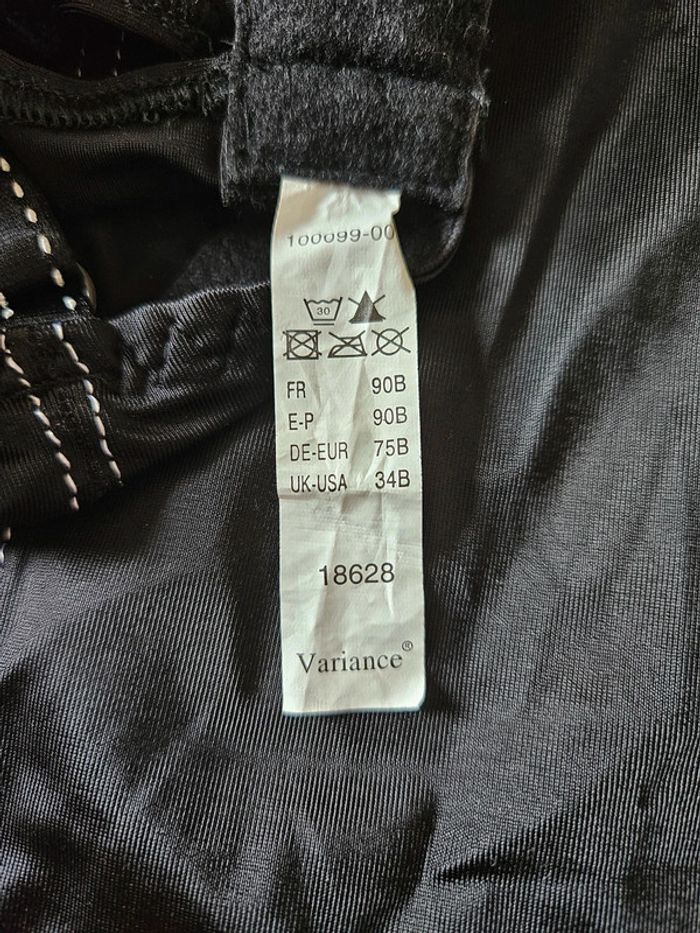 100099-00
30
FR 90B
E-P 90B
DE-EUR 75B
UK-USA 34B
18628
Variance®